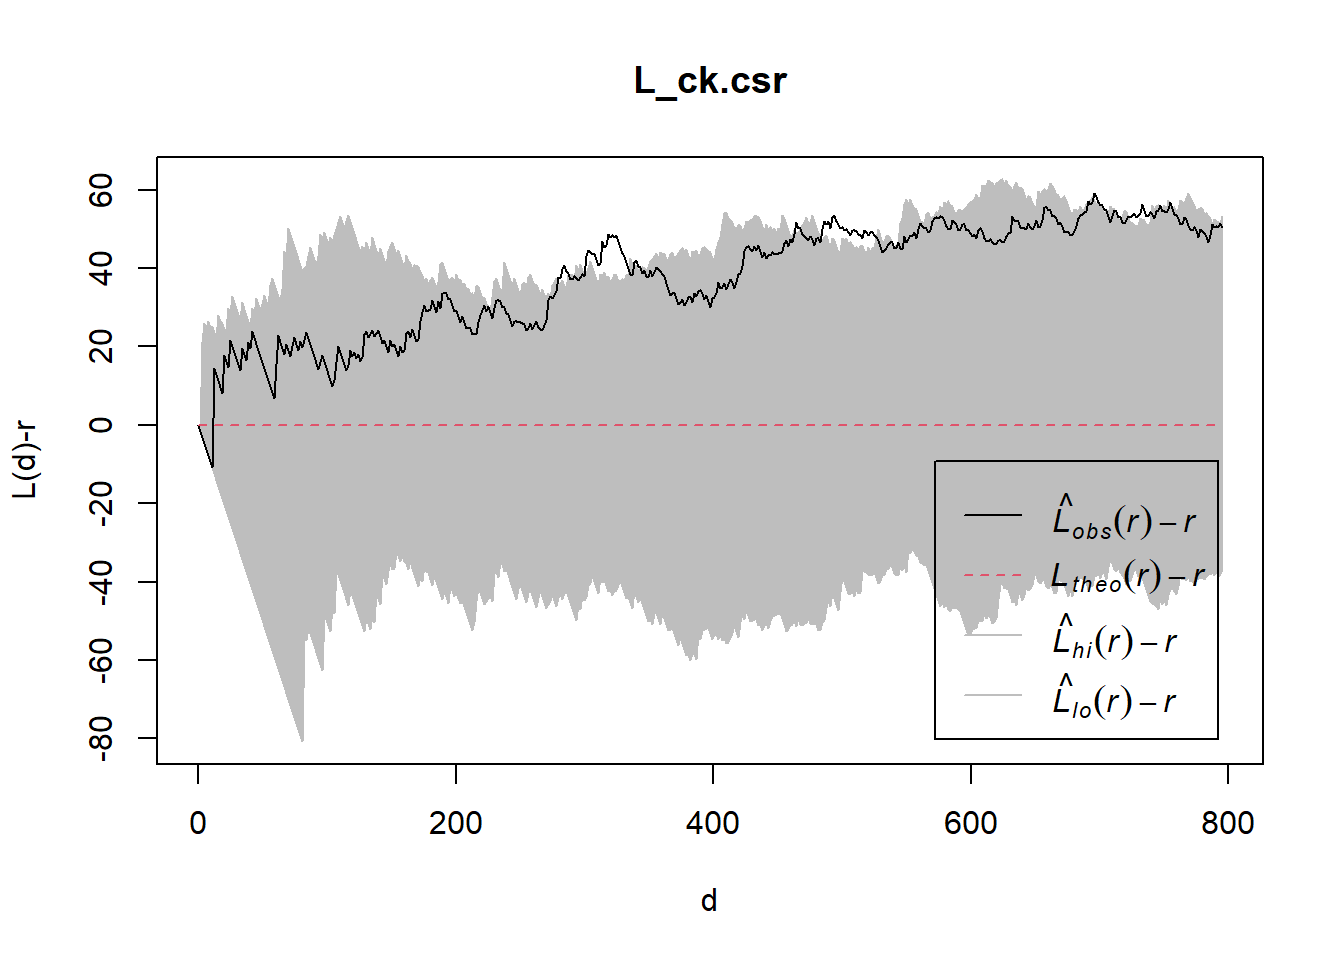 L_ck.csr
L(d)-r
60
40
20
0
-20
-40
-60
-80
L̂obs(r) − r
Ltheo(r) − r
L̂hi(r) − r
L̂lo(r) − r
0 200 400 600 800
d